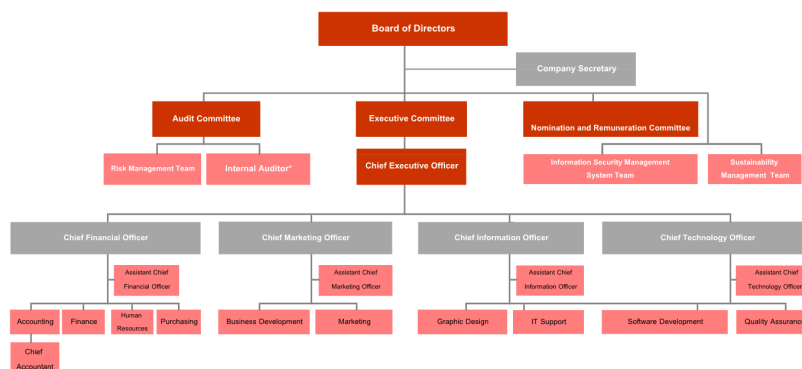 Board of Directors
Company Secretary
Audit Committee
Executive Committee
Nomination and Remuneration Committee
Risk Management Team
Internal Auditor*
Chief Executive Officer
Information Security Management
System Team
Sustainability
Management Team
Chief Financial Officer
Chief Marketing Officer
Chief Information Officer
Chief Technology Officer
Assistant Chief
Financial Officer
Assistant Chief
Marketing Officer
Assistant Chief
Information Officer
Assistant Chief
Technology Officer
Accounting
Finance
Human
Resources
Purchasing
Business Development
Marketing
Graphic Design
IT Support
Software Development
Quality Assurance
Chief
Accountant